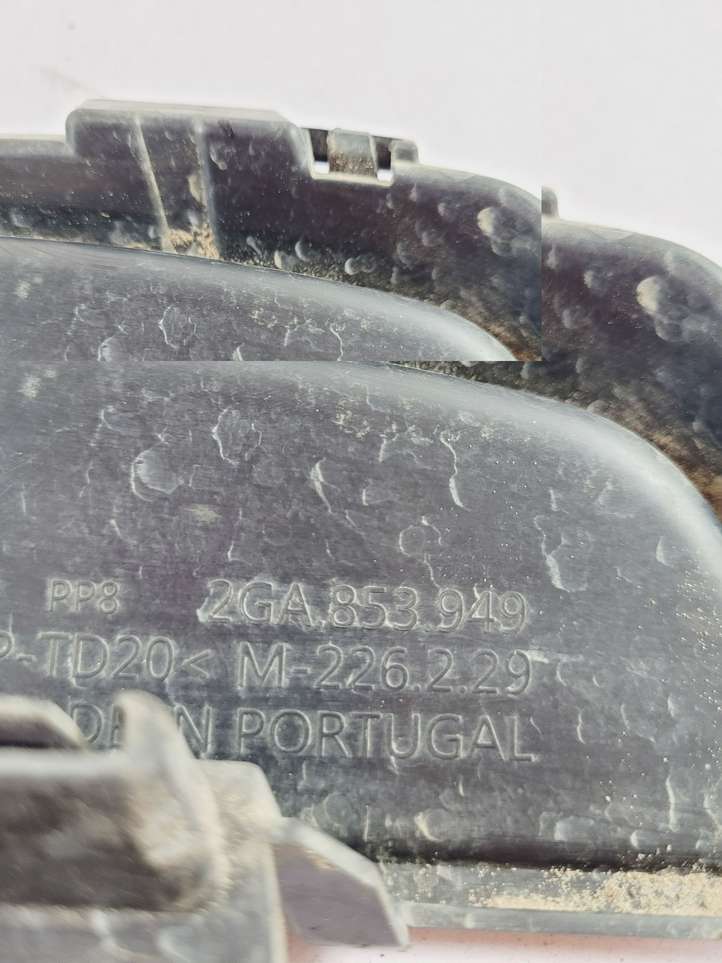 PP8 2GA.853.949
P-TD20< M-226.2.29
PORTUGAL